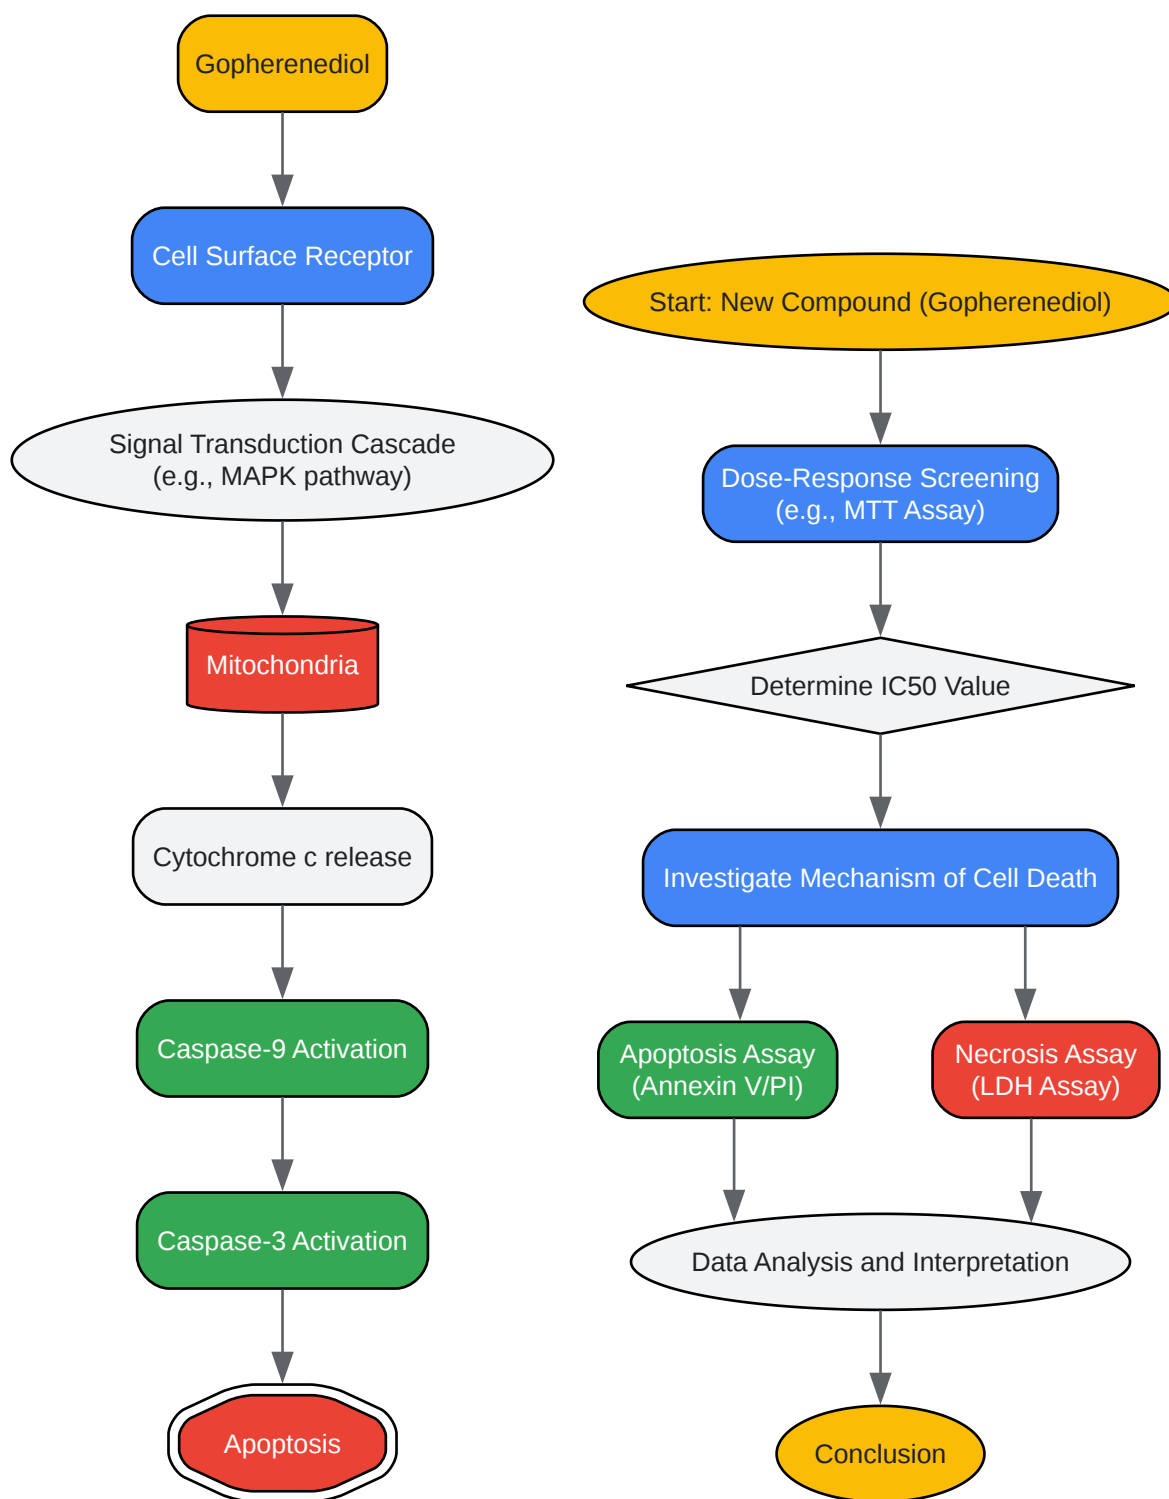 Gopherenediol
Cell Surface Receptor
Signal Transduction Cascade
(e.g., MAPK pathway)
Mitochondria
Cytochrome c release
Caspase-9 Activation
Caspase-3 Activation
Apoptosis
Start: New Compound (Gopherenediol)
Dose-Response Screening
(e.g., MTT Assay)
Determine IC50 Value
Investigate Mechanism of Cell Death
Apoptosis Assay
(Annexin V/PI)
Necrosis Assay
(LDH Assay)
Data Analysis and Interpretation
Conclusion